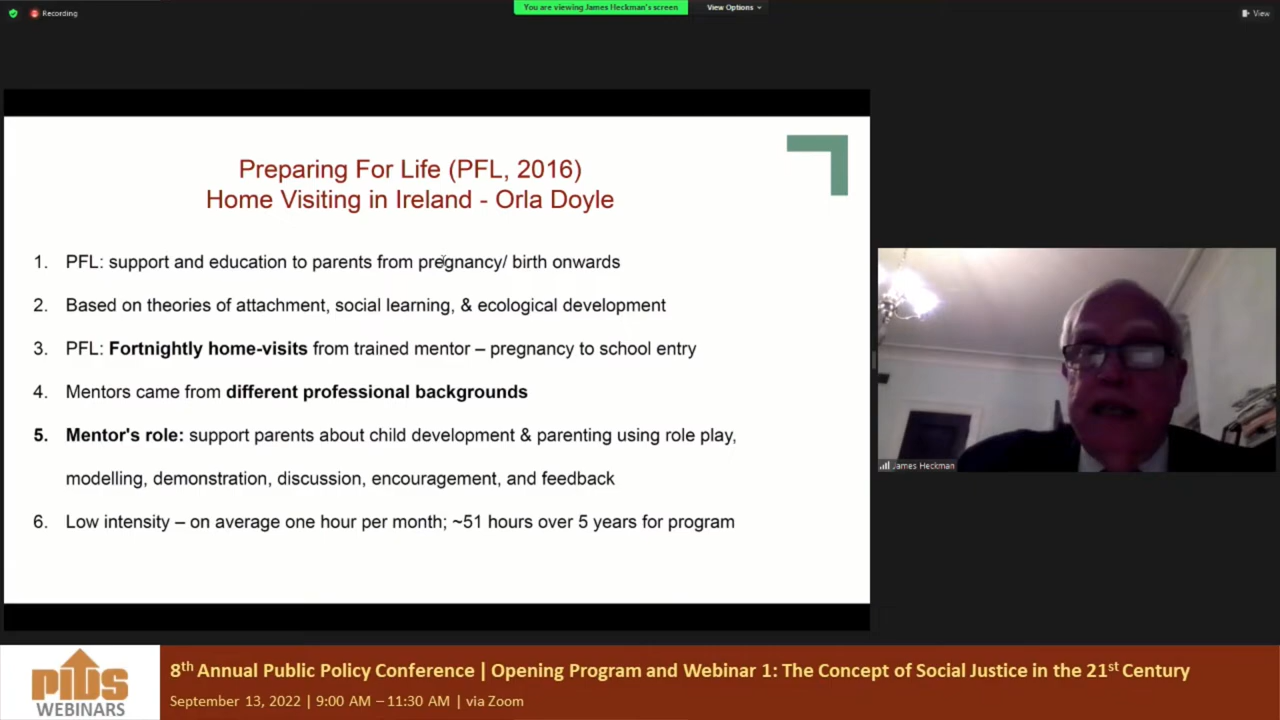 Recording
You are viewing James Heckman's screen
View Options
View
Preparing For Life (PFL, 2016)
Home Visiting in Ireland - Orla Doyle
1. PFL: support and education to parents from pregnancy/ birth onwards
2. Based on theories of attachment, social learning, & ecological development
3. PFL: Fortnightly home-visits from trained mentor – pregnancy to school entry
4. Mentors came from different professional backgrounds
5. Mentor's role: support parents about child development & parenting using role play,
modelling, demonstration, discussion, encouragement, and feedback
6. Low intensity – on average one hour per month; ~51 hours over 5 years for program
James Heckman
pids
WEBINARS
8th Annual Public Policy Conference | Opening Program and Webinar 1: The Concept of Social Justice in the 21st Century
September 13, 2022 | 9:00 AM – 11:30 AM | via Zoom